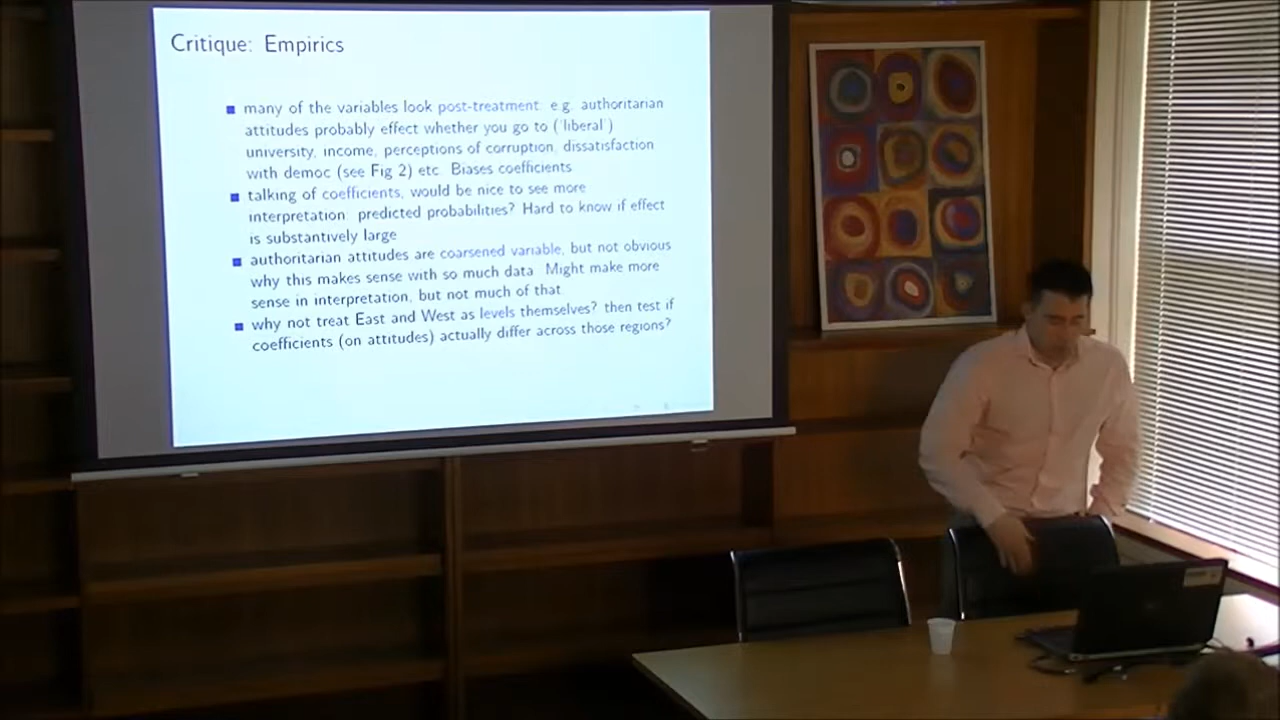 Critique: Empirics
many of the variables look post-treatment: e.g. authoritarian
attitudes probably effect whether you go to ('liberal')
university, income, perceptions of corruption, dissatisfaction
with democ (see Fig 2) etc. Biases coefficients
talking of coefficients, would be nice to see more
interpretation: predicted probabilities? Hard to know if effect
is substantively large
authoritarian attitudes are coarsened variable, but not obvious
why this makes sense with so much data. Might make more
sense in interpretation, but not much of that.
why not treat East and West as levels themselves? then test if
coefficients (on attitudes) actually differ across those regions?